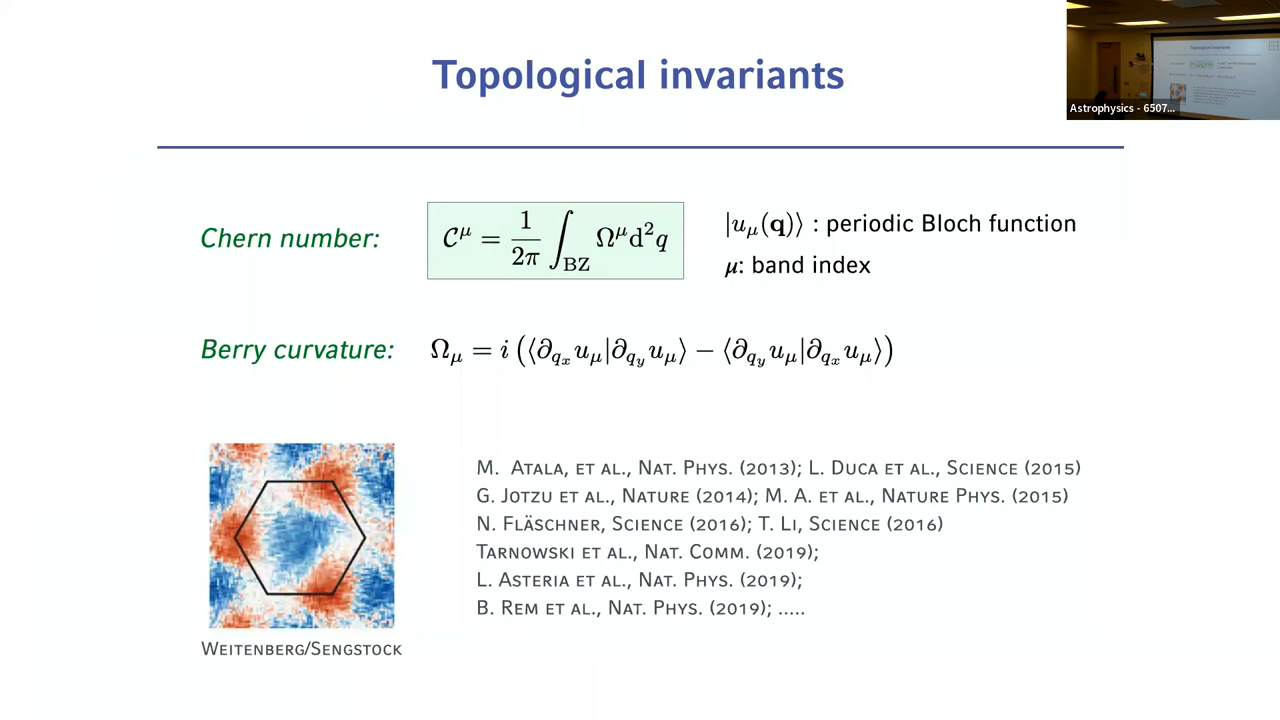 Topological invariants
Astrophysics - 6507...
Chern number:
𝒞^μ = 1/2π ∫_BZ Ω^μ d²q
|u_μ(𝐪)⟩ : periodic Bloch function
μ: band index
Berry curvature:
Ω_μ = i (⟨∂_{q_x} u_μ|∂_{q_y} u_μ⟩ − ⟨∂_{q_y} u_μ|∂_{q_x} u_μ⟩)
M. Atala, et al., Nat. Phys. (2013); L. Duca et al., Science (2015)
G. Jotzu et al., Nature (2014); M. A. et al., Nature Phys. (2015)
N. Fläschner, Science (2016); T. Li, Science (2016)
Tarnowski et al., Nat. Comm. (2019);
L. Asteria et al., Nat. Phys. (2019);
B. Rem et al., Nat. Phys. (2019); .....
Weitenberg/Sengstock